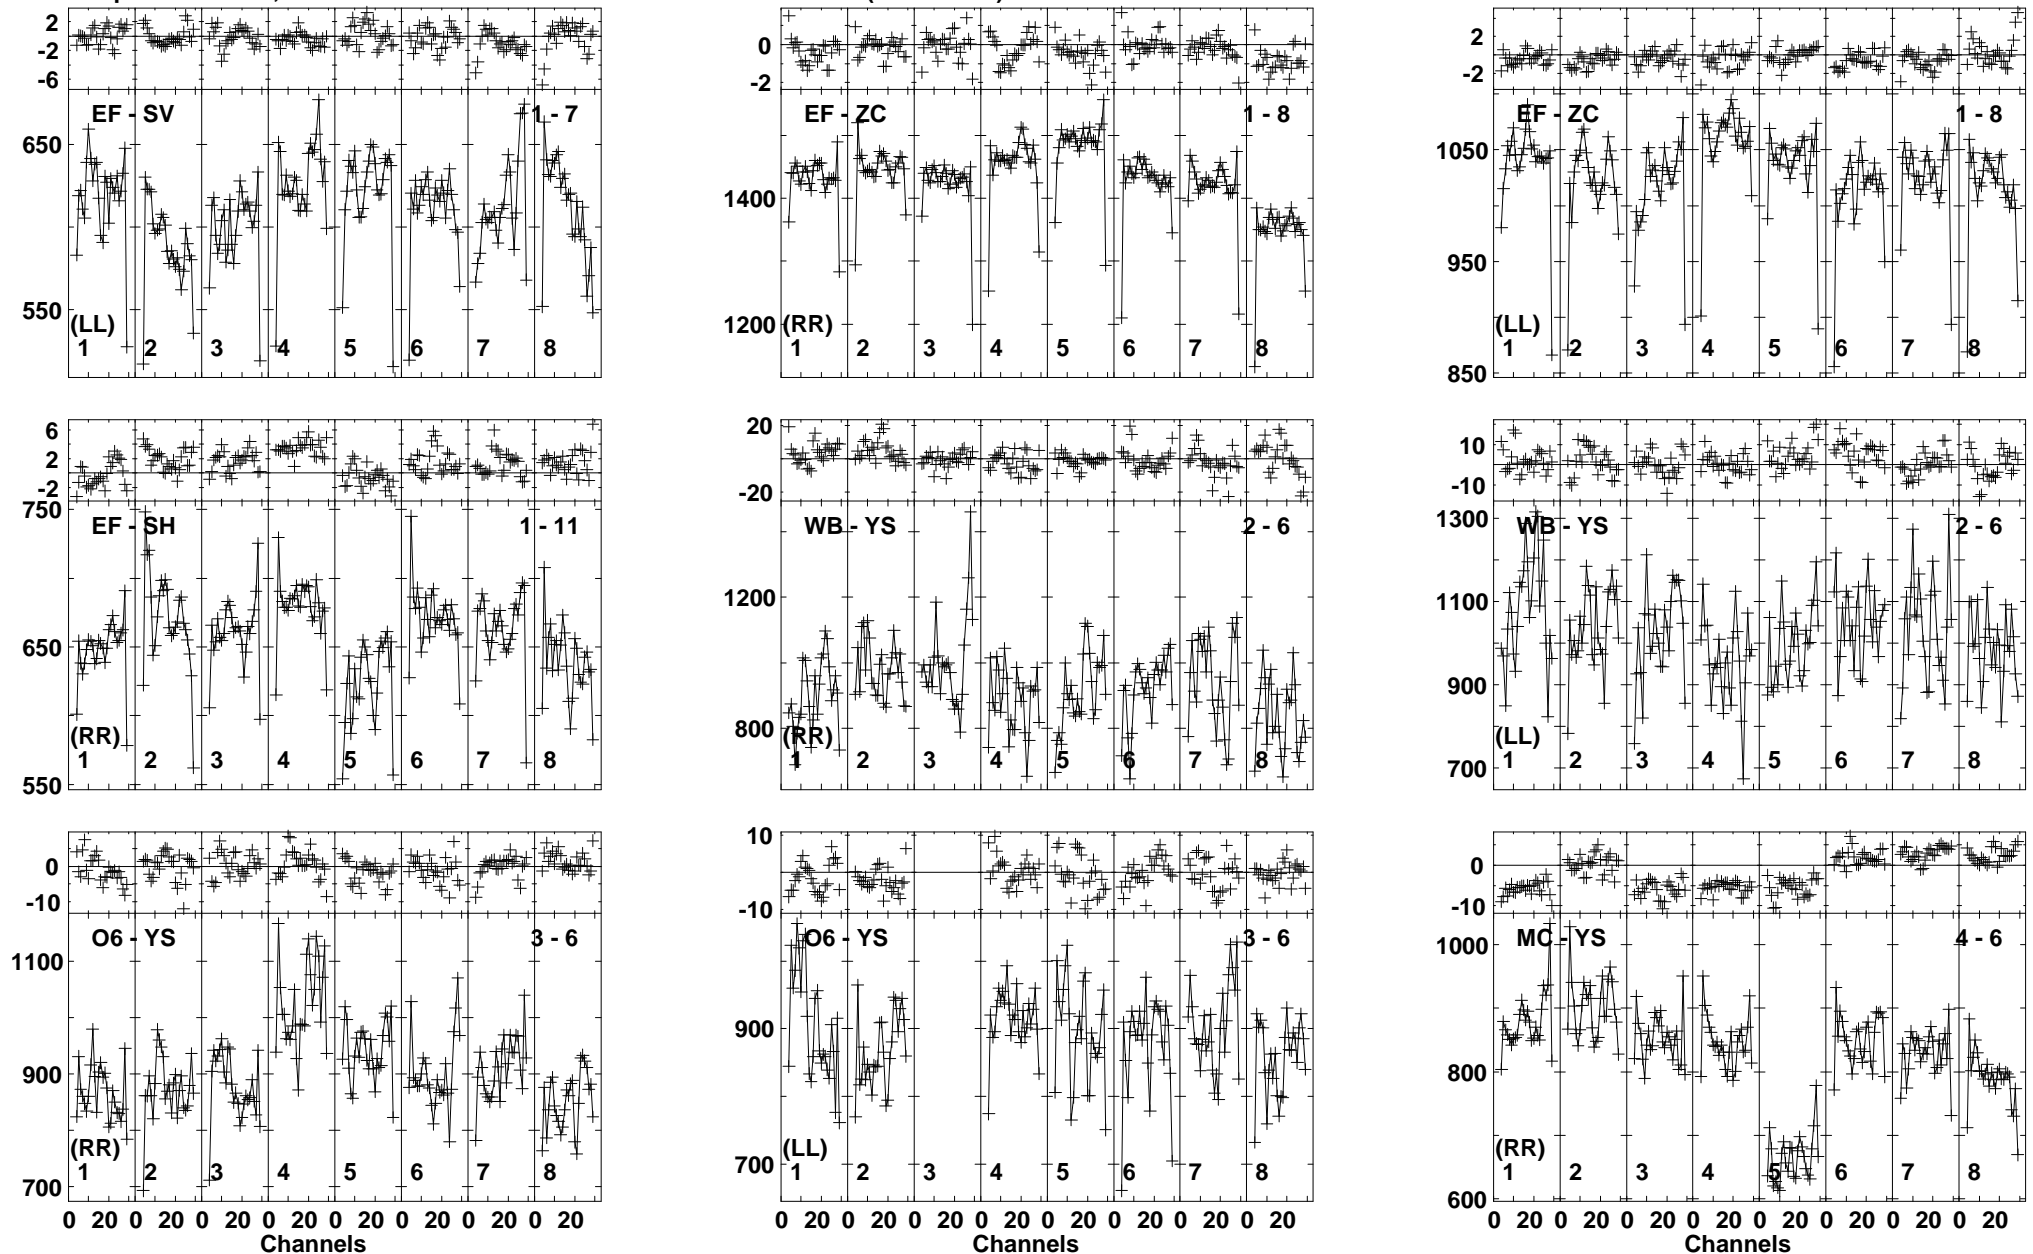 2
-2
-6
EF - SV 1 - 7
650
550
(LL)
1 2 3 4 5 6 7 8
0
-2
EF - ZC 1 - 8
1400
1200
(RR)
1 2 3 4 5 6 7 8
2
-2
EF - ZC 1 - 8
1050
950
850
(LL)
1 2 3 4 5 6 7 8
6
2
-2
750
EF - SH 1 - 11
650
550
(RR)
1 2 3 4 5 6 7 8
20
-20
WB - YS 2 - 6
1200
800
(RR)
1 2 3 4 5 6 7 8
10
-10
1300
WB - YS 2 - 6
1100
900
700
(LL)
1 2 3 4 5 6 7 8
0
-10
O6 - YS 3 - 6
1100
900
700
(RR)
1 2 3 4 5 6 7 8
0 20 0 20 0 20 0 20 0 20 0 20 0 20 0 20
Channels
10
0
-10
O6 - YS 3 - 6
900
700
(LL)
1 2 3 4 5 6 7 8
0 20 0 20 0 20 0 20 0 20 0 20 0 20 0 20
Channels
0
-10
MC - YS 4 - 6
1000
800
600
(RR)
1 2 3 4 5 6 7 8
0 20 0 20 0 20 0 20 0 20 0 20 0 20 0 20
Channels